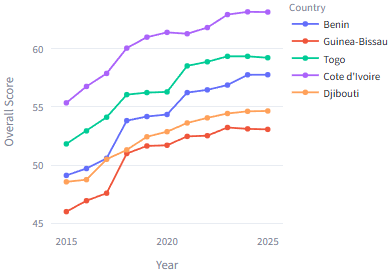 Country
Benin
Guinea-Bissau
Togo
Cote d'Ivoire
Djibouti
Overall Score
60
55
50
45
2015
2020
2025
Year